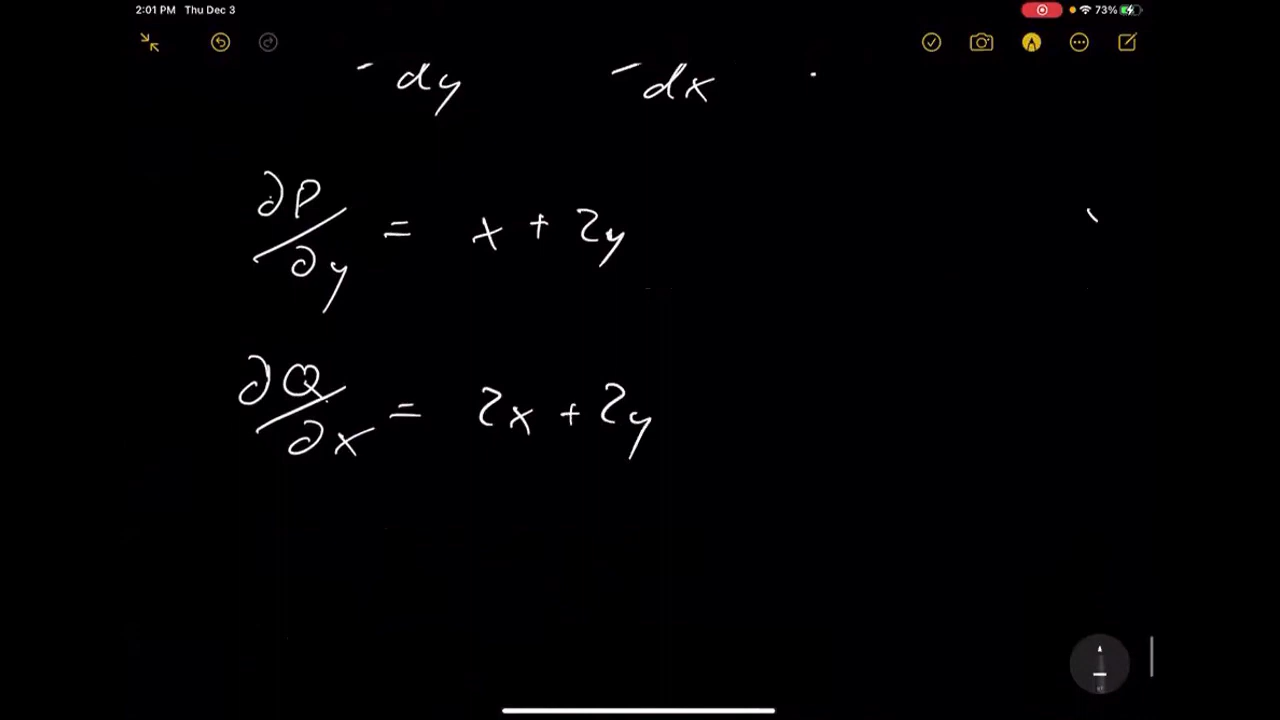 2:01 PM Thu Dec 3 73%
dy dx
∂P/∂y = x + 2y
∂Q/∂x = 2x + 2y